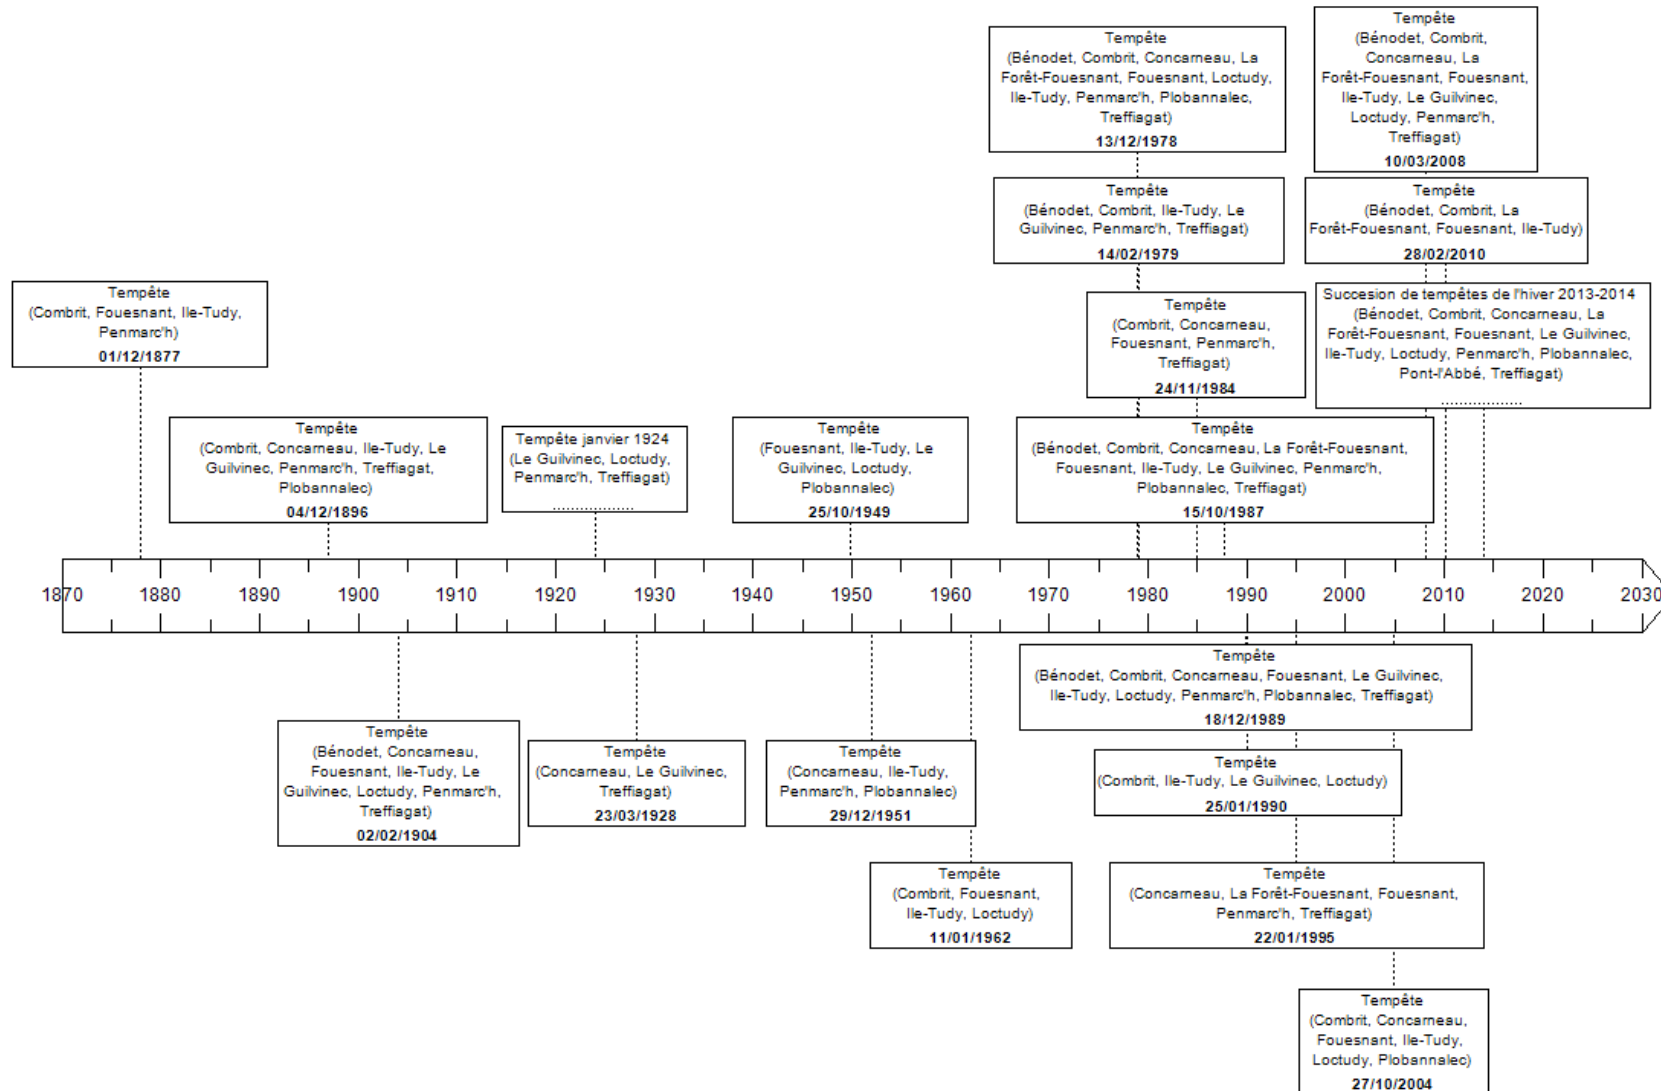 Tempête
(Bénodet, Combrit, Concarneau, La
Forêt-Fouesnant, Fouesnant, Loctudy,
Ile-Tudy, Penmarc'h, Plobannalec,
Treffiagat)
13/12/1978
Tempête
(Bénodet, Combrit,
Concarneau, La
Forêt-Fouesnant, Fouesnant,
Ile-Tudy, Le Guilvinec,
Loctudy, Penmarc'h,
Treffiagat)
10/03/2008
Tempête
(Bénodet, Combrit, Ile-Tudy, Le
Guilvinec, Penmarc'h, Treffiagat)
14/02/1979
Tempête
(Bénodet, Combrit, La
Forêt-Fouesnant, Fouesnant, Ile-Tudy)
28/02/2010
Tempête
(Combrit, Fouesnant, Ile-Tudy,
Penmarc'h)
01/12/1877
Tempête
(Combrit, Concarneau,
Fouesnant, Penmarc'h,
Treffiagat)
24/11/1984
Succesion de tempêtes de l'hiver 2013-2014
(Bénodet, Combrit, Concarneau, La
Forêt-Fouesnant, Fouesnant, Le Guilvinec,
Ile-Tudy, Loctudy, Penmarc'h, Plobannalec,
Pont-l'Abbé, Treffiagat)
..................
Tempête
(Combrit, Concarneau, Ile-Tudy, Le
Guilvinec, Penmarc'h, Treffiagat,
Plobannalec)
04/12/1896
Tempête janvier 1924
(Le Guilvinec, Loctudy,
Penmarc'h, Treffiagat)
..................
Tempête
(Fouesnant, Ile-Tudy, Le
Guilvinec, Loctudy,
Plobannalec)
25/10/1949
Tempête
(Bénodet, Combrit, Concarneau, La Forêt-Fouesnant,
Fouesnant, Ile-Tudy, Le Guilvinec, Penmarc'h,
Plobannalec, Treffiagat)
15/10/1987
1870 1880 1890 1900 1910 1920 1930 1940 1950 1960 1970 1980 1990 2000 2010 2020 2030
Tempête
(Bénodet, Concarneau,
Fouesnant, Ile-Tudy, Le
Guilvinec, Loctudy, Penmarc'h,
Treffiagat)
02/02/1904
Tempête
(Concarneau, Le Guilvinec,
Treffiagat)
23/03/1928
Tempête
(Concarneau, Ile-Tudy,
Penmarc'h, Plobannalec)
29/12/1951
Tempête
(Bénodet, Combrit, Concarneau, Fouesnant, Le Guilvinec,
Ile-Tudy, Loctudy, Penmarc'h, Plobannalec, Treffiagat)
18/12/1989
Tempête
(Combrit, Ile-Tudy, Le Guilvinec, Loctudy)
25/01/1990
Tempête
(Combrit, Fouesnant,
Ile-Tudy, Loctudy)
11/01/1962
Tempête
(Concarneau, La Forêt-Fouesnant, Fouesnant,
Penmarc'h, Treffiagat)
22/01/1995
Tempête
(Combrit, Concarneau,
Fouesnant, Ile-Tudy,
Loctudy, Plobannalec)
27/10/2004